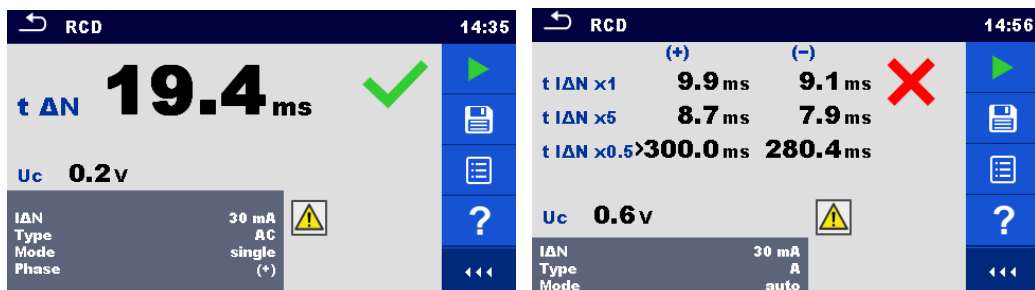 RCD 14:35
t ΔN 19.4 ms
Uc 0.2 V
IΔN 30 mA
Type AC
Mode single
Phase (+)
?
RCD 14:56
(+) (-)
t IΔN x1 9.9 ms 9.1 ms
t IΔN x5 8.7 ms 7.9 ms
t IΔN x0.5 >300.0 ms 280.4 ms
Uc 0.6 V
IΔN 30 mA
Type A
Mode auto
?